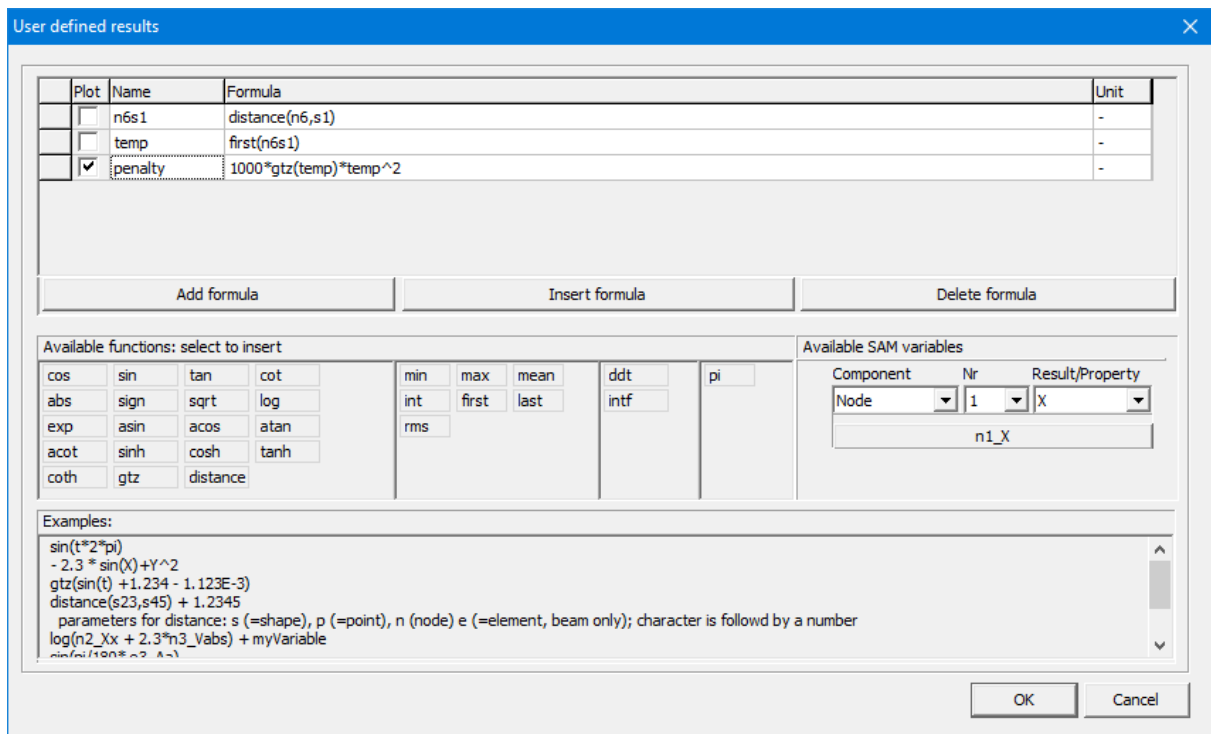 User defined results
Plot Name Formula Unit
n6s1 distance(n6,s1) -
temp first(n6s1) -
penalty 1000*gtz(temp)*temp^2 -
Add formula Insert formula Delete formula
Available functions: select to insert Available SAM variables
cos sin tan cot min max mean ddt pi Component Nr Result/Property
abs sign sqrt log int first last intf Node 1 X
exp asin acos atan rms n1_X
acot sinh cosh tanh
coth gtz distance
Examples:
sin(t*2*pi)
- 2.3 * sin(X)+Y^2
gtz(sin(t) +1.234 - 1.123E-3)
distance(s23,s45) + 1.2345
parameters for distance: s (=shape), p (=point), n (node) e (=element, beam only); character is followd by a number
log(n2_Xx + 2.3*n3_Vabs) + myVariable
sin(pi/180* e3_Aa)
OK Cancel